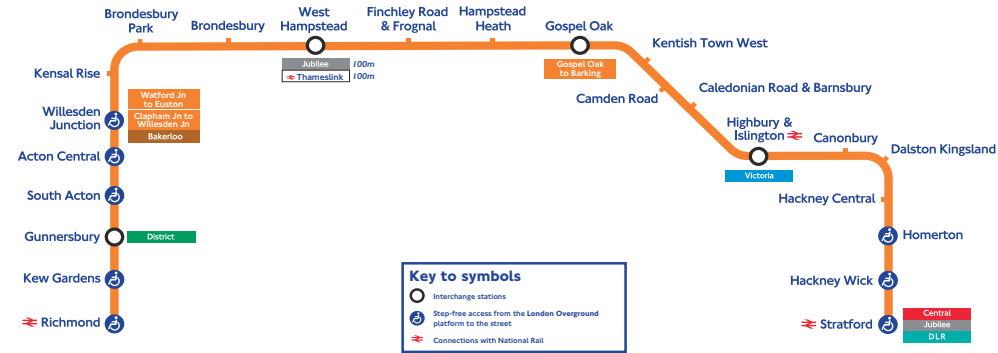 Brondesbury
Park
Brondesbury
West
Hampstead
Finchley Road
& Frognal
Hampstead
Heath
Gospel Oak
Jubilee
100m
Thameslink
100m
Gospel Oak
to Barking
Kentish Town West
Camden Road
Caledonian Road & Barnsbury
Highbury &
Islington
Victoria
Canonbury
Dalston Kingsland
Hackney Central
Homerton
Hackney Wick
Stratford
Central
Jubilee
DLR
Kensal Rise
Willesden
Junction
Watford Jn
to Euston
Clapham Jn to
Willesden Jn
Bakerloo
Acton Central
South Acton
Gunnersbury
District
Kew Gardens
Richmond
Key to symbols
Interchange stations
Step-free access from the London Overground
platform to the street
Connections with National Rail